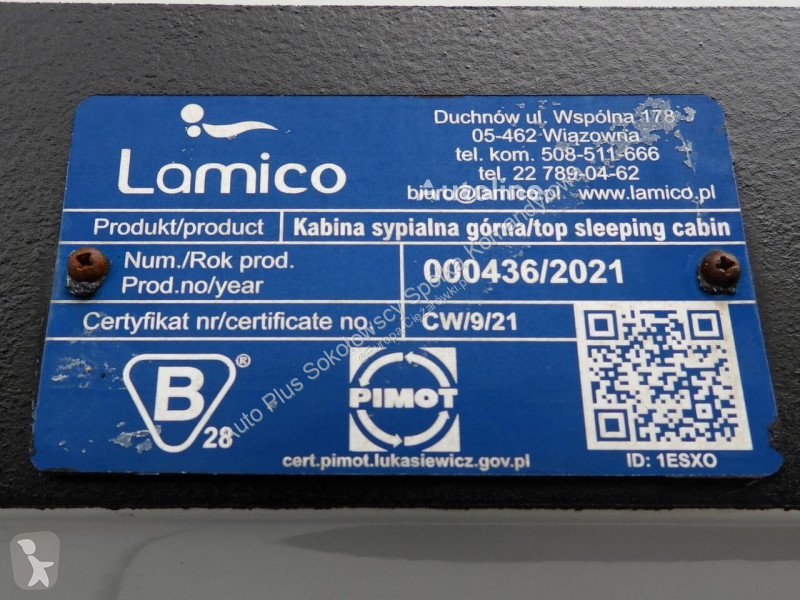 Lamico
Duchnów ul. Wspólna 178
05-462 Wiązowna
tel. kom. 508-511-666
tel. 22 789-04-62
biuro@lamico.pl www.lamico.pl
Autoline
Produkt/product Kabina sypialna górna/top sleeping cabin
Num./Rok prod.
Prod.no/year
000436/2021
Certyfikat nr/certificate no. CW/9/21
B ®
28
PIMOT
cert.pimot.lukasiewicz.gov.pl
ID: 1ESXO
Auto Plus Sokołowscy Spółka Komandytowa